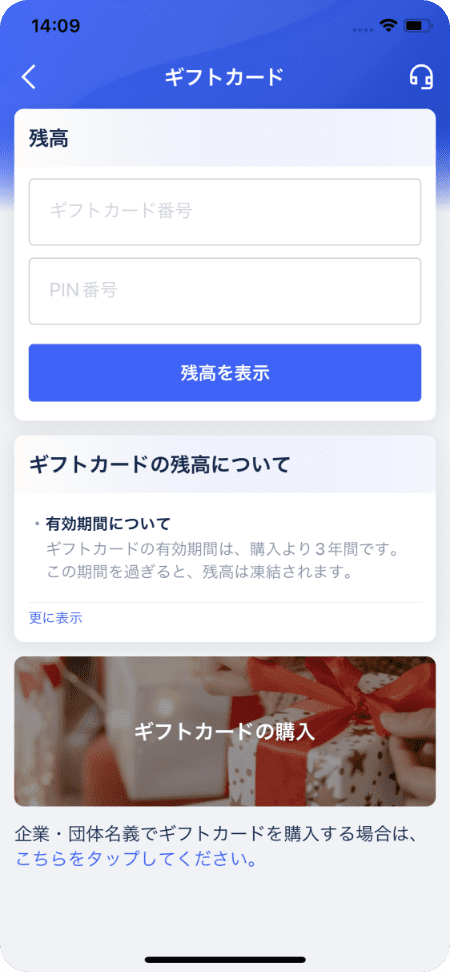 14:09
ギフトカード
残高
ギフトカード番号
PIN番号
残高を表示
ギフトカードの残高について
・有効期間について
ギフトカードの有効期間は、購入より3年間です。
この期間を過ぎると、残高は凍結されます。
更に表示
ギフトカードの購入
企業・団体名義でギフトカードを購入する場合は、
こちらをタップしてください。